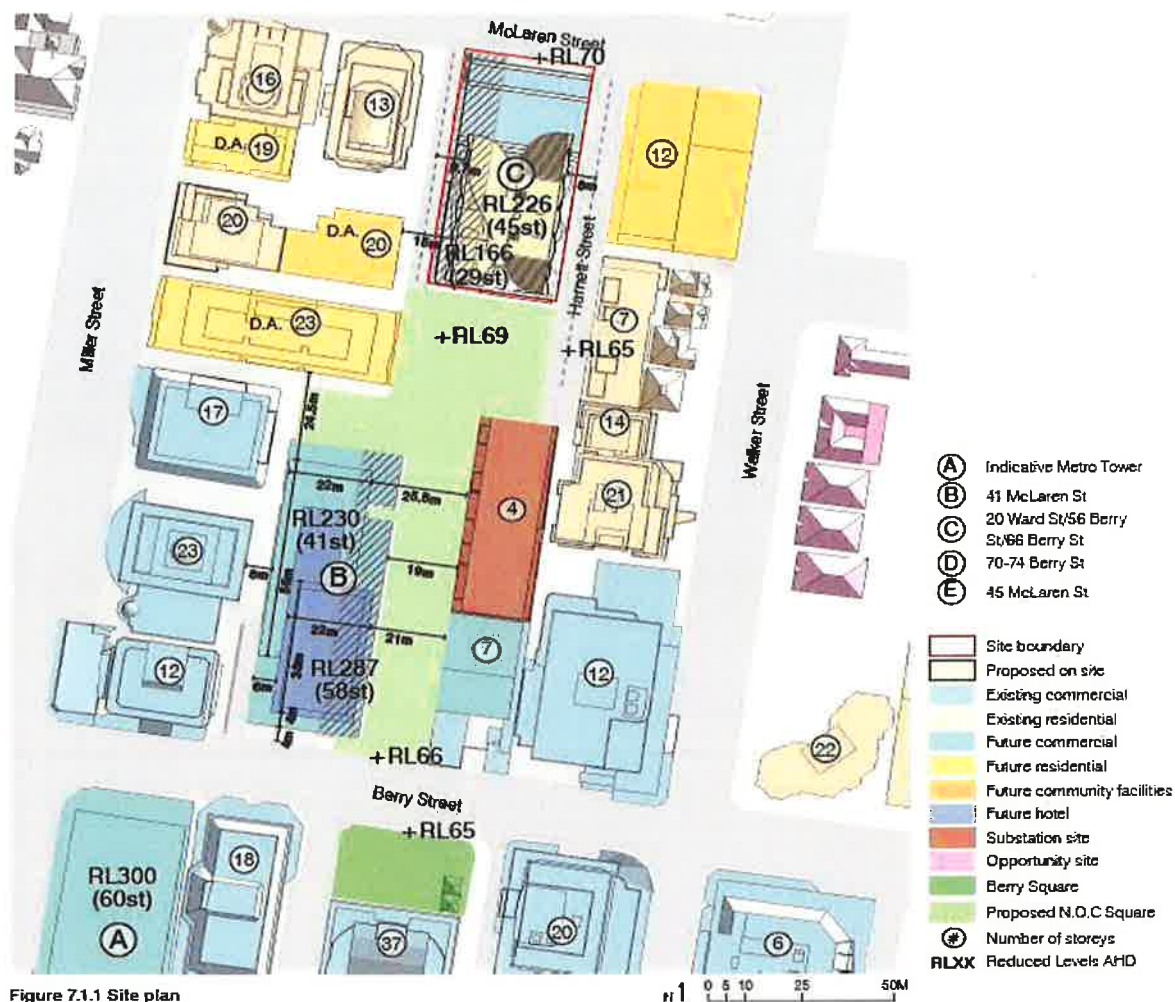 McLaren Street
+RL70
16
13
12
D.A. 19
C
RL226
(45st)
20
D.A. 20
18m
RL166
(29st)
Harnett Street
6m
7
D.A. 23
+RL69
+RL65
Miller Street
17
24.5m
14
Walker Street
22m
25.5m
21
4
RL230
(41st)
23
B
19m
6m
22m
21m
7
12
12
RL287
(58st)
6m
22
+RL66
Berry Street
+RL65
18
RL300
(60st)
A
37
20
6
A Indicative Metro Tower
B 41 McLaren St
C 20 Ward St/56 Berry
St/66 Berry St
D 70-74 Berry St
E 45 McLaren St
Site boundary
Proposed on site
Existing commercial
Existing residential
Future commercial
Future residential
Future community facilities
Future hotel
Substation site
Opportunity site
Berry Square
Proposed N.O.C Square
# Number of storeys
RLXX Reduced Levels AHD
Figure 7.1.1 Site plan
0 5 10 25 50M